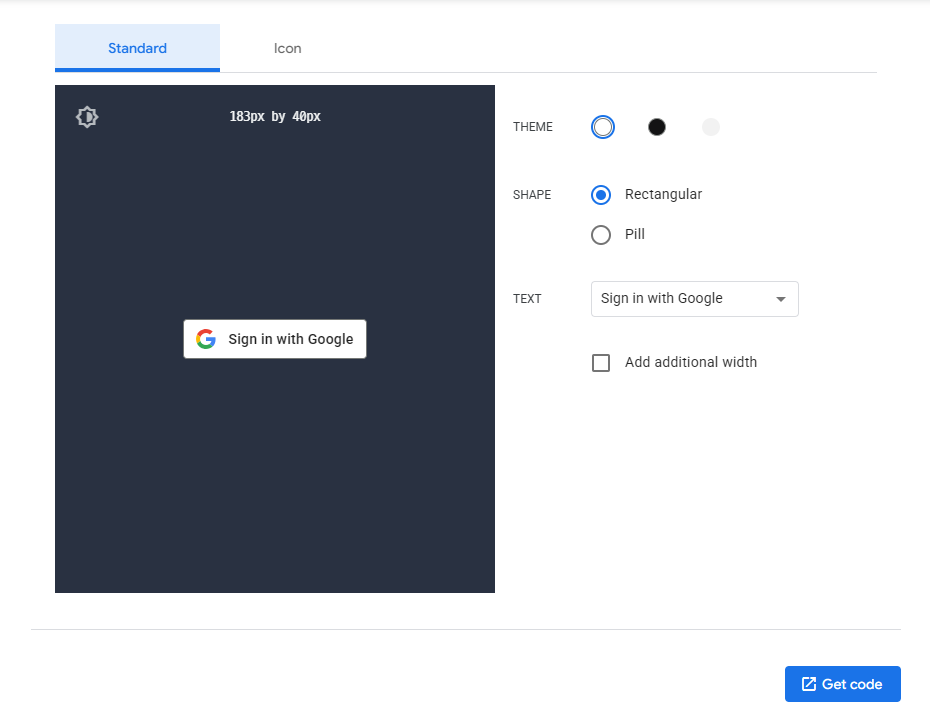 Standard
Icon
183px by 40px
Sign in with Google
THEME
SHAPE
Rectangular
Pill
TEXT
Sign in with Google
Add additional width
Get code